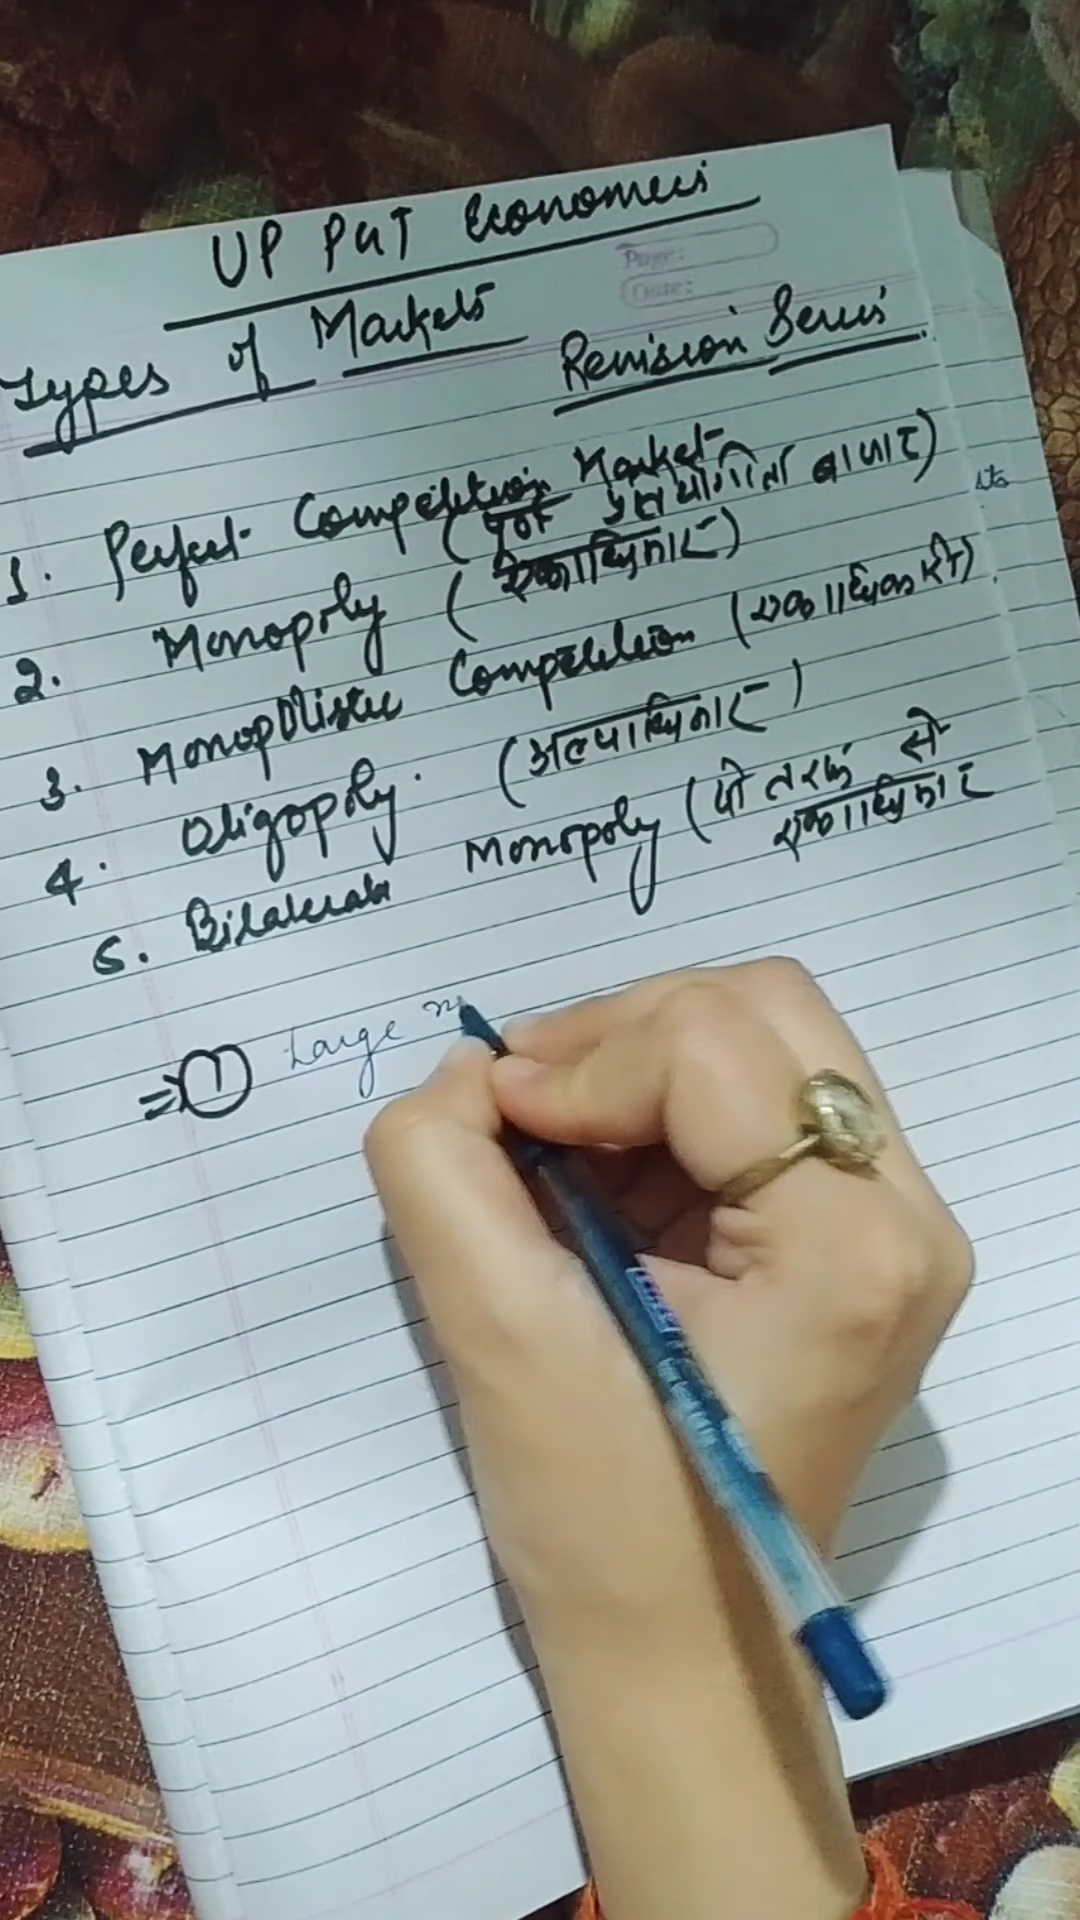 UP PGT Economics
Page:
Date:
Types of Markets
Revision Series
1. Perfect Competition Market
(पूर्ण प्रतियोगिता बाजार)
2. Monopoly (एकाधिकार)
3. Monopolistic Competition (एकाधिकारी)
4. Oligopoly. (अल्पाधिकार)
5. Bilateral Monopoly (दो तरफ से
एकाधिकार
⇒ 1 Large